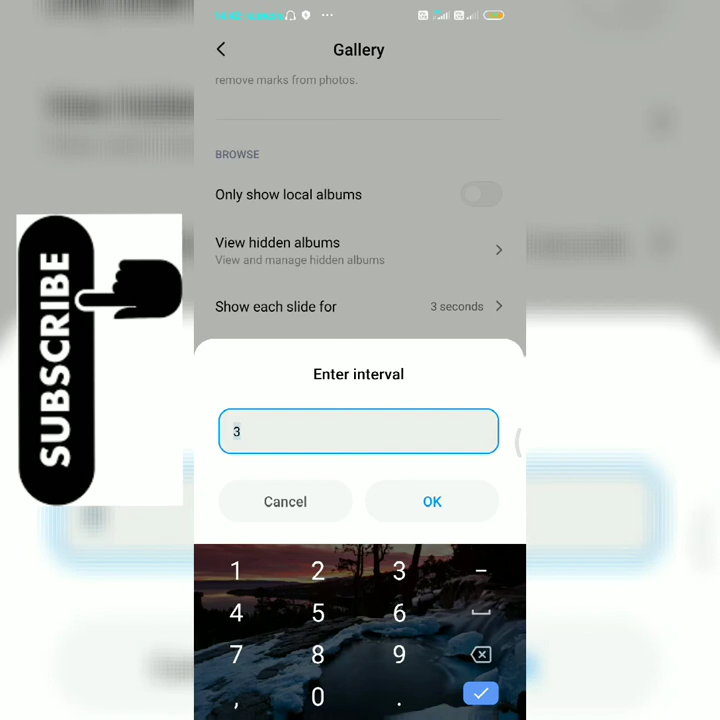 Gallery
remove marks from photos.
BROWSE
Only show local albums
View hidden albums
View and manage hidden albums
Show each slide for
3 seconds
SUBSCRIBE
Enter interval
3
Cancel
OK
1 2 3 -
4 5 6
7 8 9
, 0 .